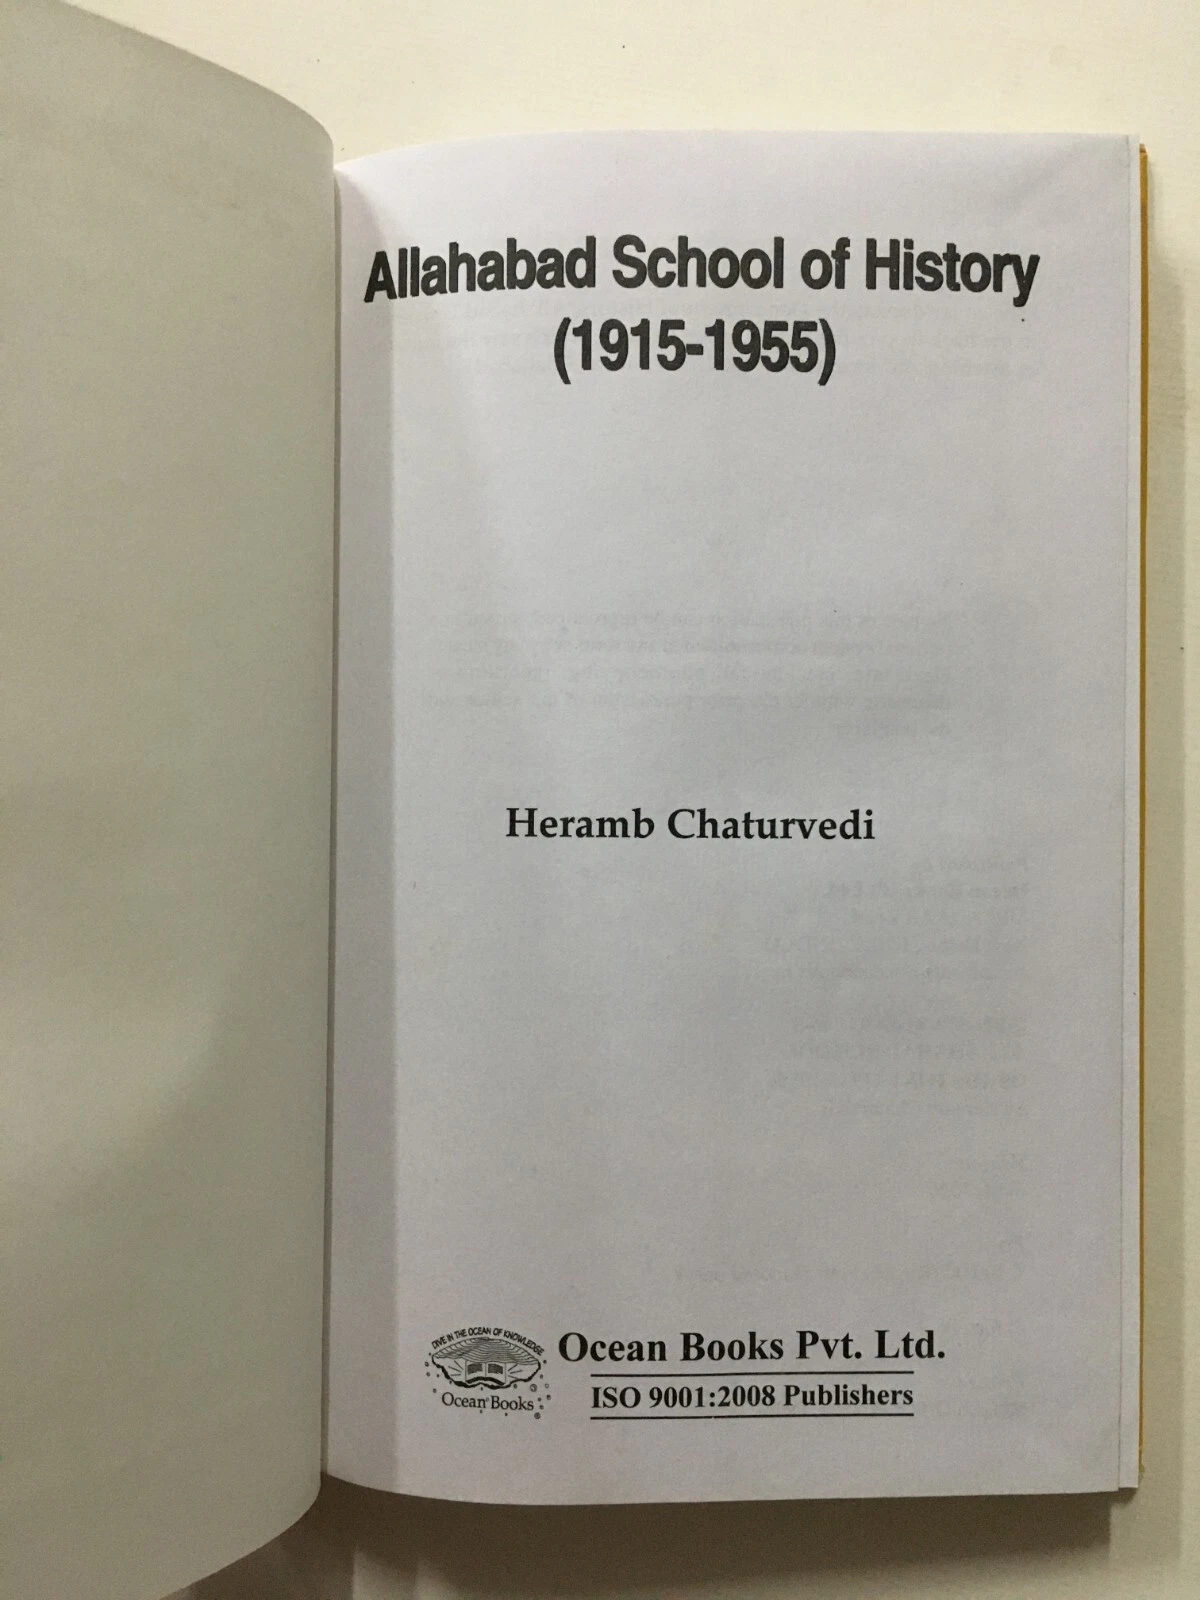 Allahabad School of History
(1915-1955)
Heramb Chaturvedi
DIVE IN THE OCEAN OF KNOWLEDGE
Ocean Books
Ocean Books Pvt. Ltd.
ISO 9001:2008 Publishers